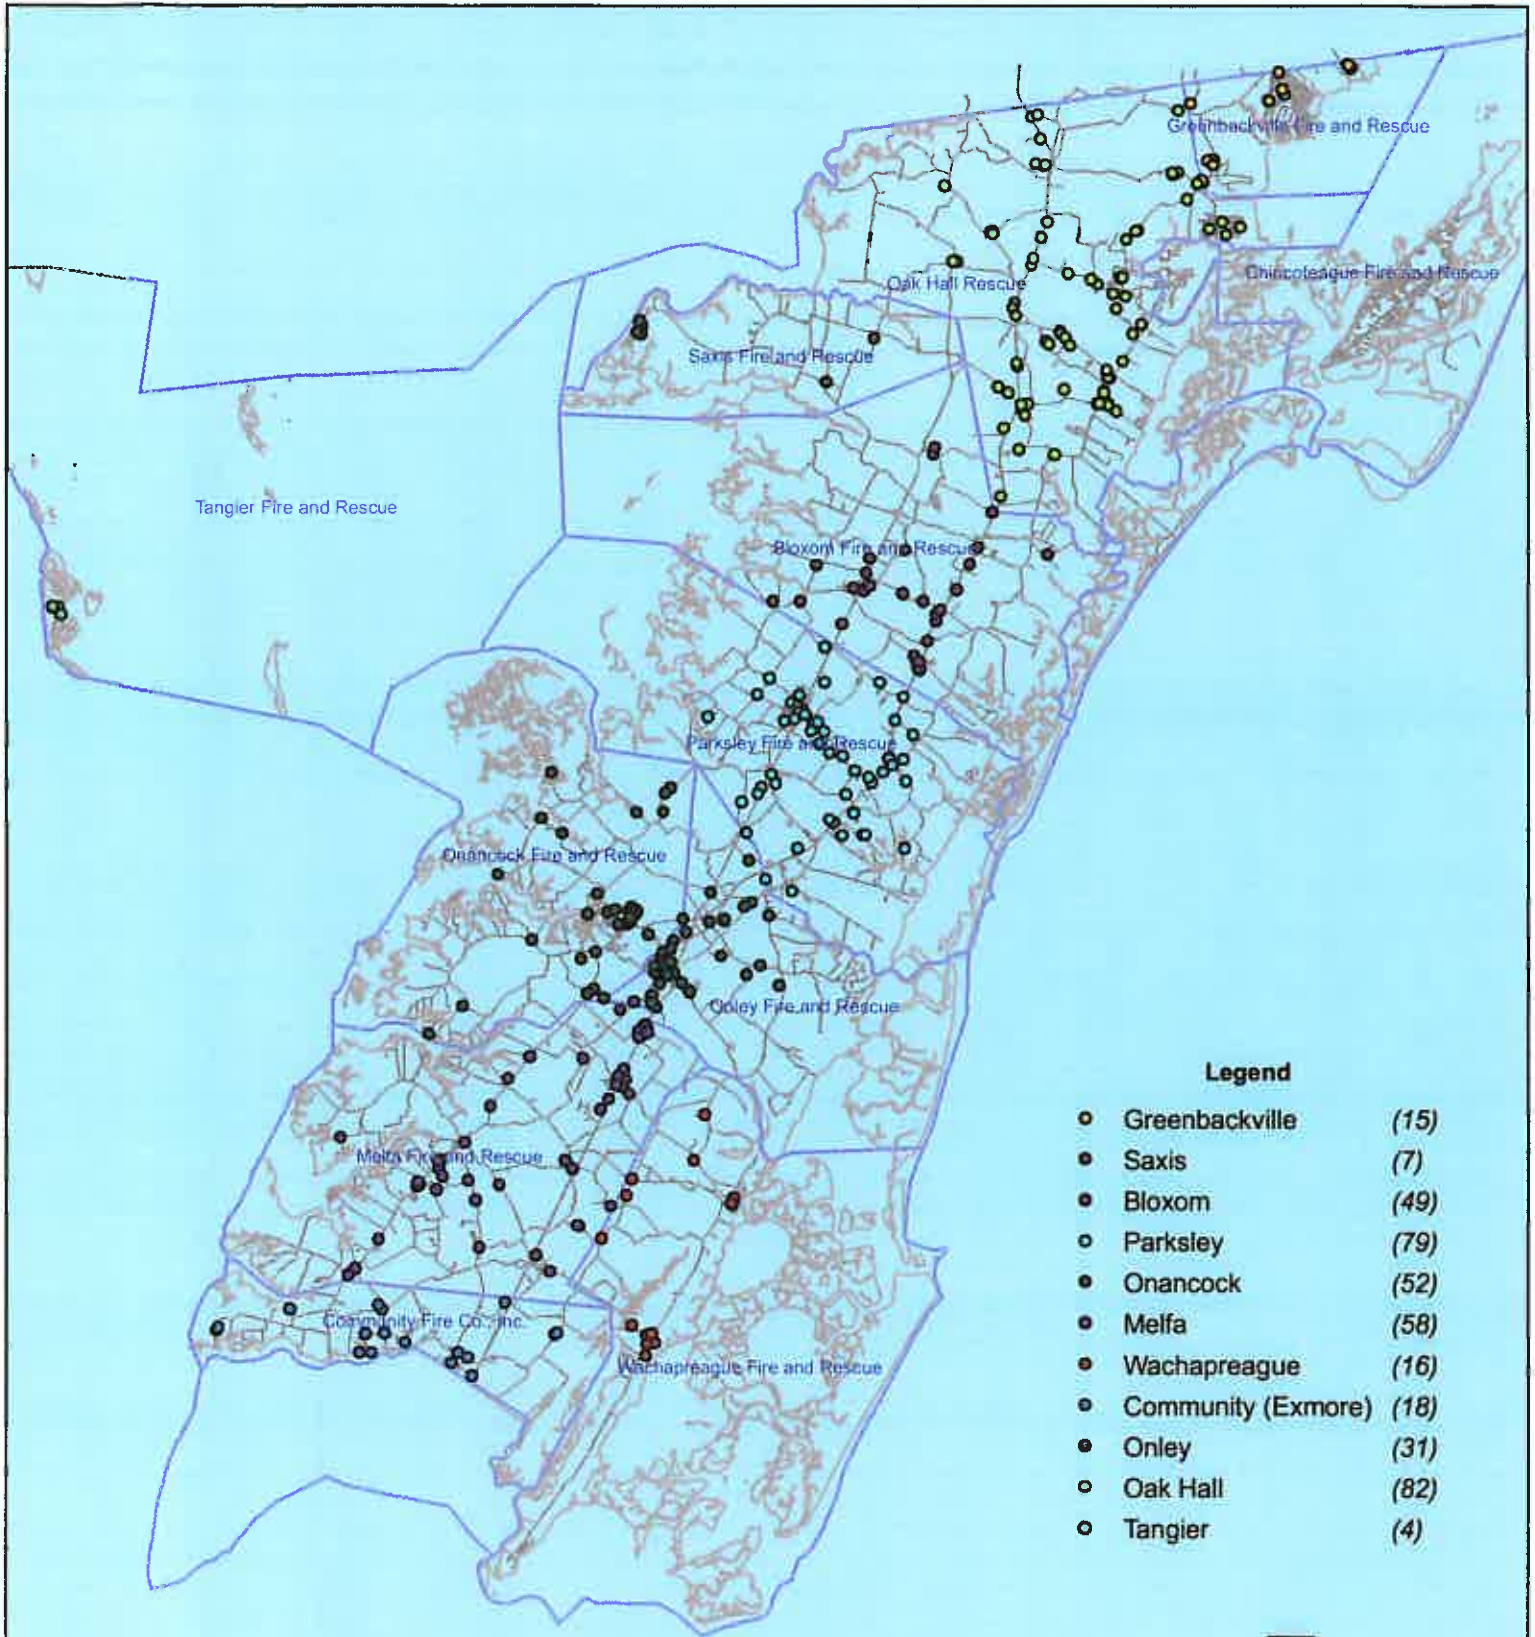 Greenbackville Fire and Rescue
Chincoteague Fire and Rescue
Oak Hall Rescue
Saxis Fire and Rescue
Tangier Fire and Rescue
Bloxom Fire and Rescue
Parksley Fire and Rescue
Onancock Fire and Rescue
Onley Fire and Rescue
Melfa Fire and Rescue
Community Fire Co., Inc.
Wachapreague Fire and Rescue
Legend
Greenbackville (15)
Saxis (7)
Bloxom (49)
Parksley (79)
Onancock (52)
Melfa (58)
Wachapreague (16)
Community (Exmore) (18)
Onley (31)
Oak Hall (82)
Tangier (4)